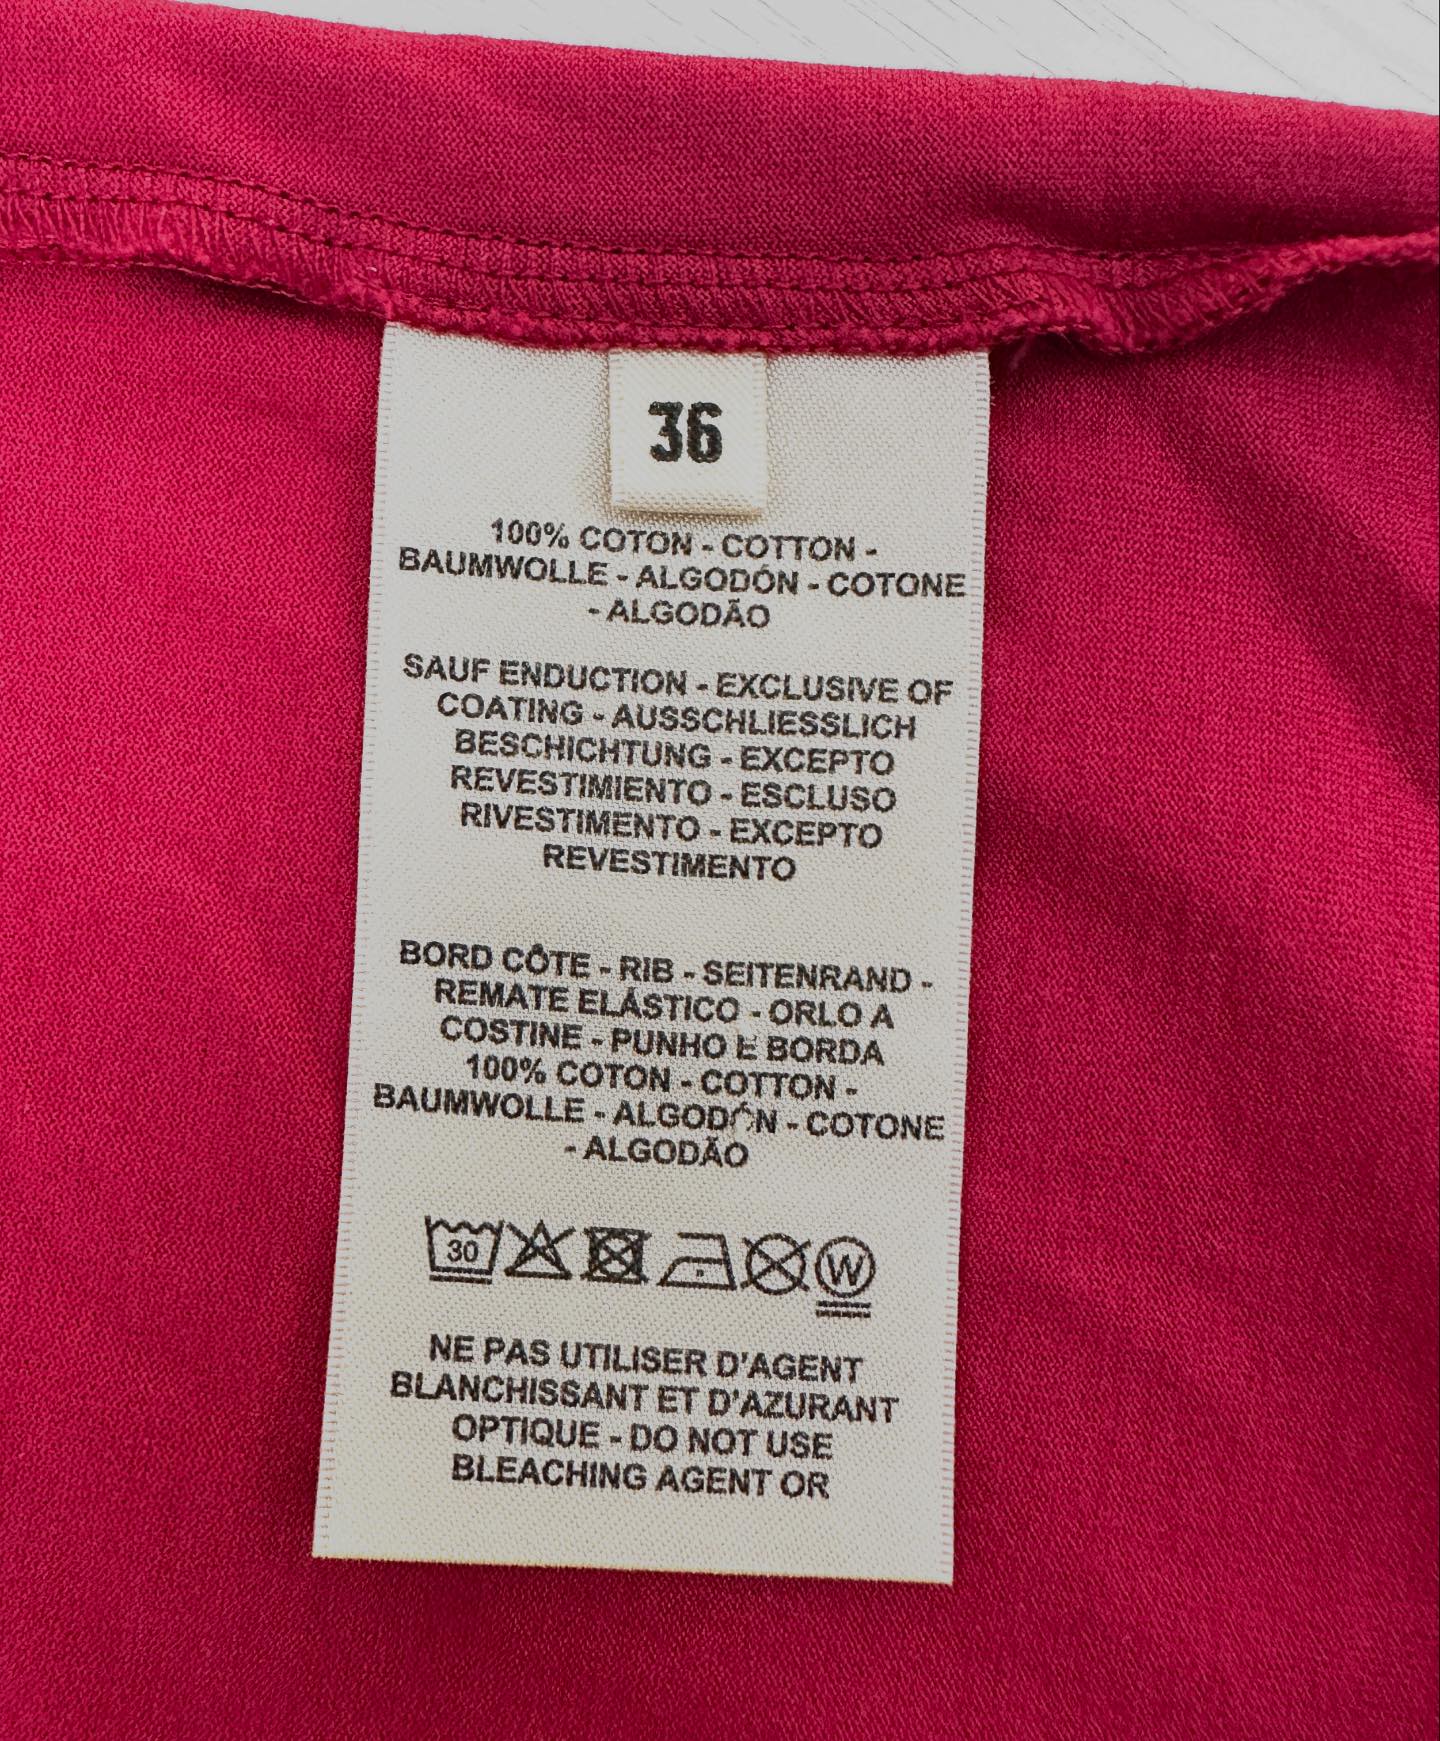 36
100% COTON - COTTON -
BAUMWOLLE - ALGODÓN - COTONE
- ALGODÃO
SAUF ENDUCTION - EXCLUSIVE OF
COATING - AUSSCHLIESSLICH
BESCHICHTUNG - EXCEPTO
REVESTIMIENTO - ESCLUSO
RIVESTIMENTO - EXCEPTO
REVESTIMENTO
BORD CÔTE - RIB - SEITENRAND -
REMATE ELÁSTICO - ORLO A
COSTINE - PUNHO E BORDA
100% COTON - COTTON -
BAUMWOLLE - ALGODÓN - COTONE
- ALGODÃO
30 W
NE PAS UTILISER D'AGENT
BLANCHISSANT ET D'AZURANT
OPTIQUE - DO NOT USE
BLEACHING AGENT OR